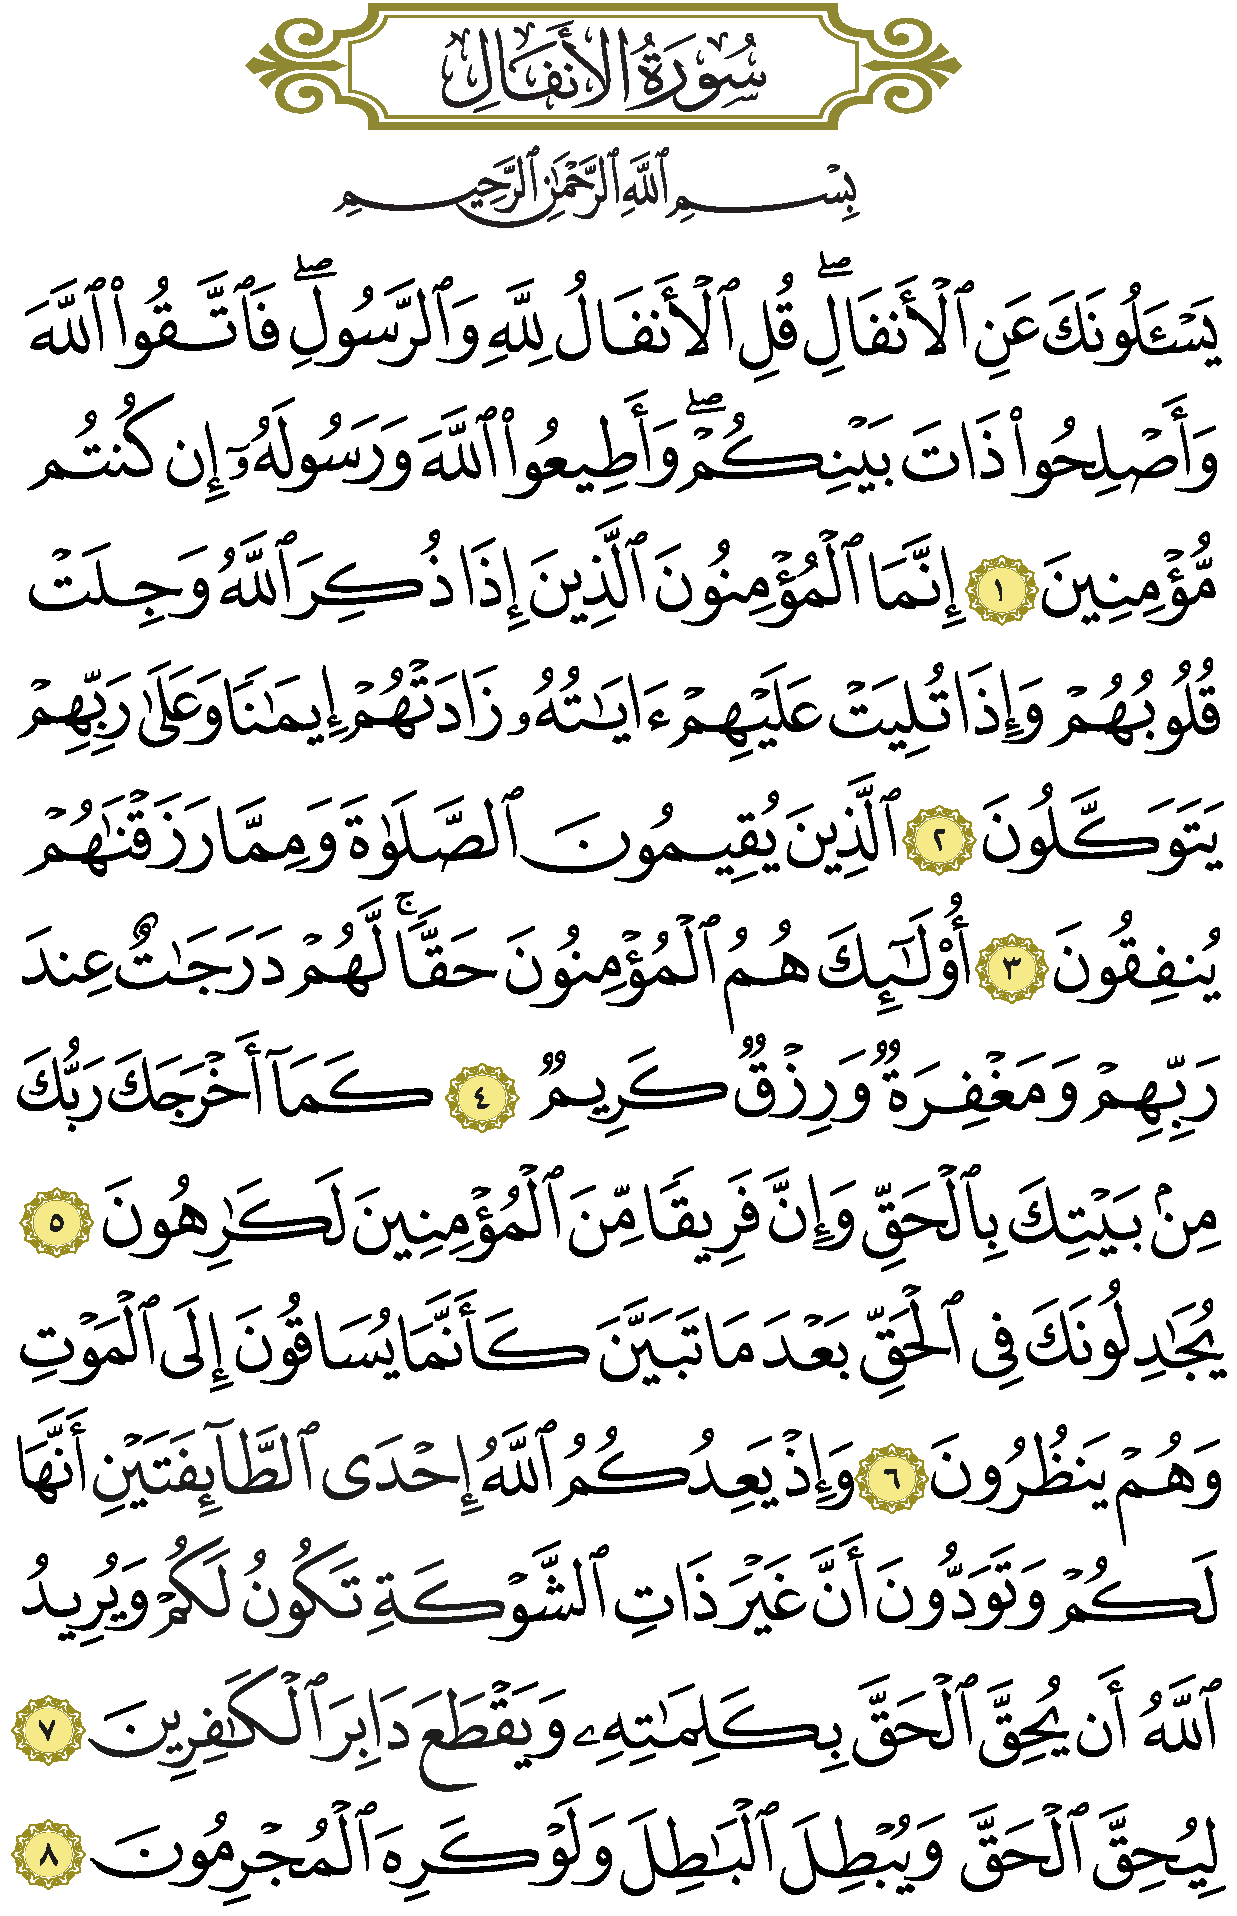 سُورَةُ الأَنفَالِ
بِسْمِ ٱللَّهِ ٱلرَّحْمَٰنِ ٱلرَّحِيمِ
يَسْـَٔلُونَكَ عَنِ ٱلْأَنفَالِ ۖ قُلِ ٱلْأَنفَالُ لِلَّهِ وَٱلرَّسُولِ ۖ فَٱتَّقُوا۟ ٱللَّهَ
وَأَصْلِحُوا۟ ذَاتَ بَيْنِكُمْ ۖ وَأَطِيعُوا۟ ٱللَّهَ وَرَسُولَهُۥٓ إِن كُنتُم
مُّؤْمِنِينَ ١ إِنَّمَا ٱلْمُؤْمِنُونَ ٱلَّذِينَ إِذَا ذُكِرَ ٱللَّهُ وَجِلَتْ
قُلُوبُهُمْ وَإِذَا تُلِيَتْ عَلَيْهِمْ ءَايَٰتُهُۥ زَادَتْهُمْ إِيمَٰنًا وَعَلَىٰ رَبِّهِمْ
يَتَوَكَّلُونَ ٢ ٱلَّذِينَ يُقِيمُونَ ٱلصَّلَوٰةَ وَمِمَّا رَزَقْنَٰهُمْ
يُنفِقُونَ ٣ أُو۟لَٰٓئِكَ هُمُ ٱلْمُؤْمِنُونَ حَقًّا ۚ لَّهُمْ دَرَجَٰتٌ عِندَ
رَبِّهِمْ وَمَغْفِرَةٌ وَرِزْقٌ كَرِيمٌ ٤ كَمَآ أَخْرَجَكَ رَبُّكَ
مِنۢ بَيْتِكَ بِٱلْحَقِّ وَإِنَّ فَرِيقًا مِّنَ ٱلْمُؤْمِنِينَ لَكَٰرِهُونَ ٥
يُجَٰدِلُونَكَ فِى ٱلْحَقِّ بَعْدَ مَا تَبَيَّنَ كَأَنَّمَا يُسَاقُونَ إِلَى ٱلْمَوْتِ
وَهُمْ يَنظُرُونَ ٦ وَإِذْ يَعِدُكُمُ ٱللَّهُ إِحْدَى ٱلطَّآئِفَتَيْنِ أَنَّهَا
لَكُمْ وَتَوَدُّونَ أَنَّ غَيْرَ ذَاتِ ٱلشَّوْكَةِ تَكُونُ لَكُمْ وَيُرِيدُ
ٱللَّهُ أَن يُحِقَّ ٱلْحَقَّ بِكَلِمَٰتِهِۦ وَيَقْطَعَ دَابِرَ ٱلْكَٰفِرِينَ ٧
لِيُحِقَّ ٱلْحَقَّ وَيُبْطِلَ ٱلْبَٰطِلَ وَلَوْ كَرِهَ ٱلْمُجْرِمُونَ ٨